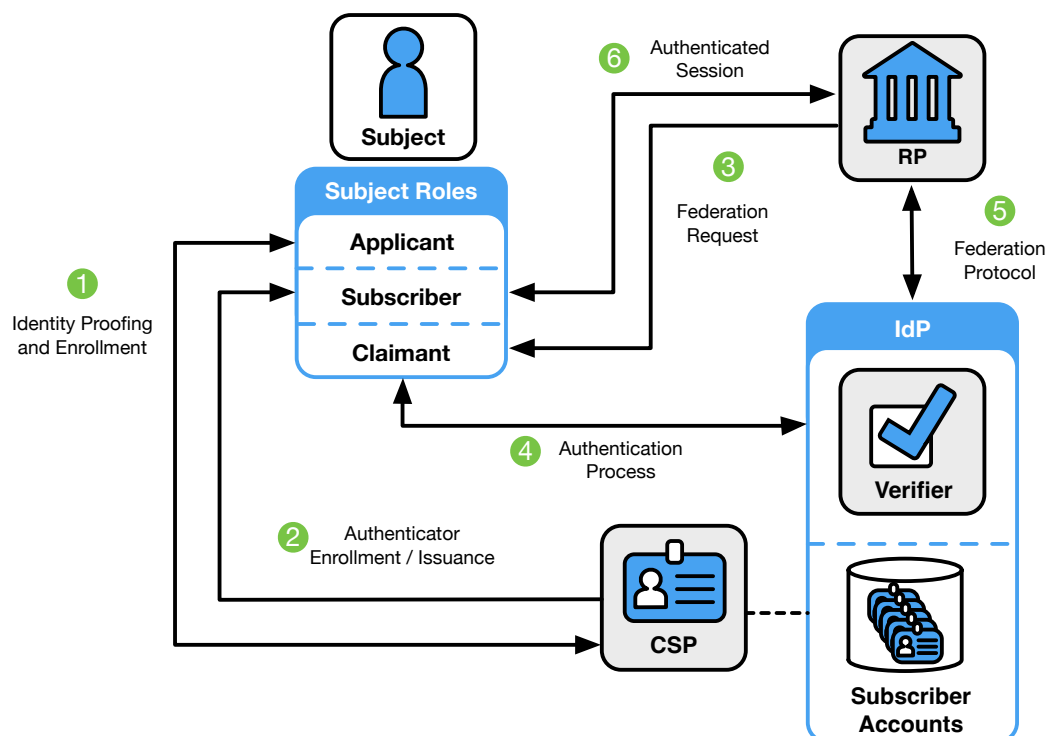 Subject
Subject Roles
Applicant
Subscriber
Claimant
1
Identity Proofing
and Enrollment
6
Authenticated
Session
RP
3
Federation
Request
5
Federation
Protocol
IdP
Verifier
4
Authentication
Process
2
Authenticator
Enrollment / Issuance
CSP
Subscriber
Accounts